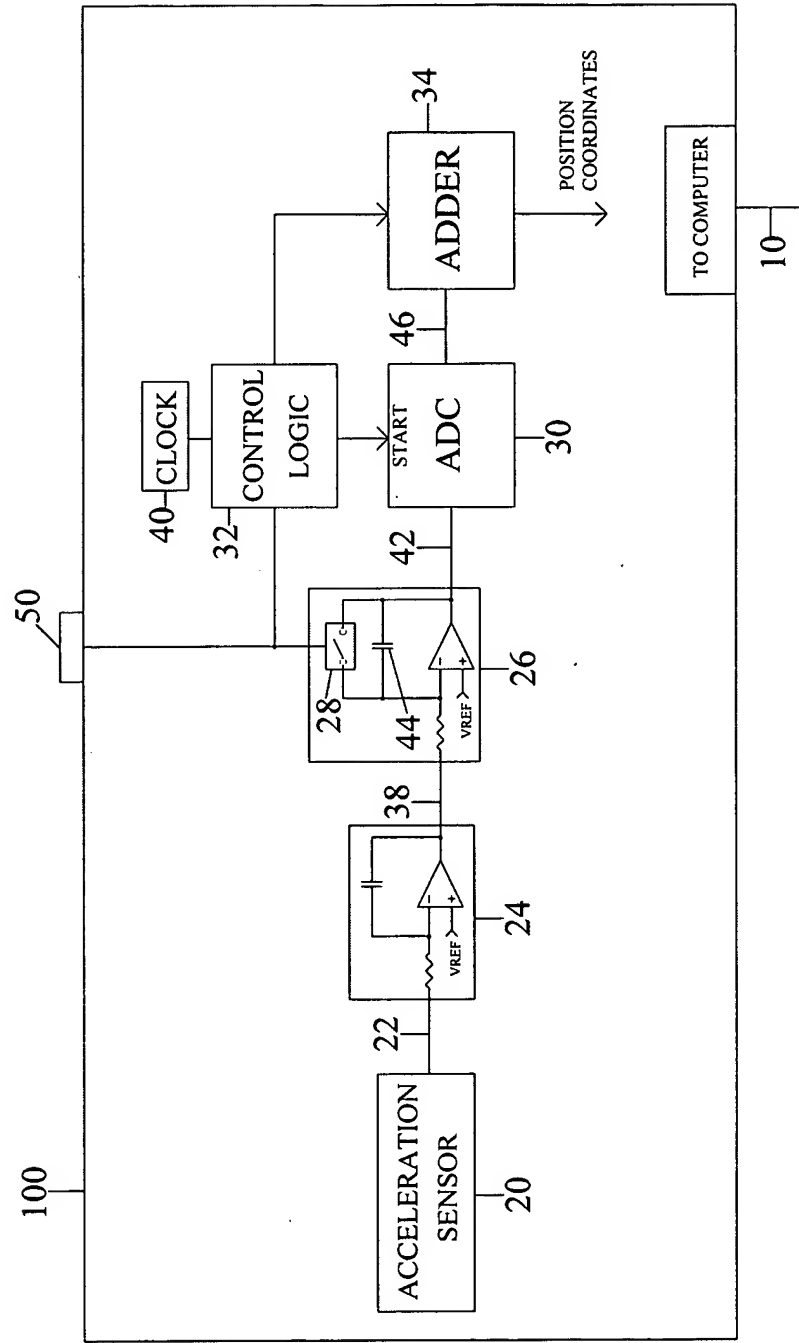 100
50
40
CLOCK
32
CONTROL
LOGIC
34
ADDER
46
START
ADC
30
42
28
44
VREF
26
38
VREF
24
22
ACCELERATION
SENSOR
20
POSITION
COORDINATES
TO COMPUTER
10